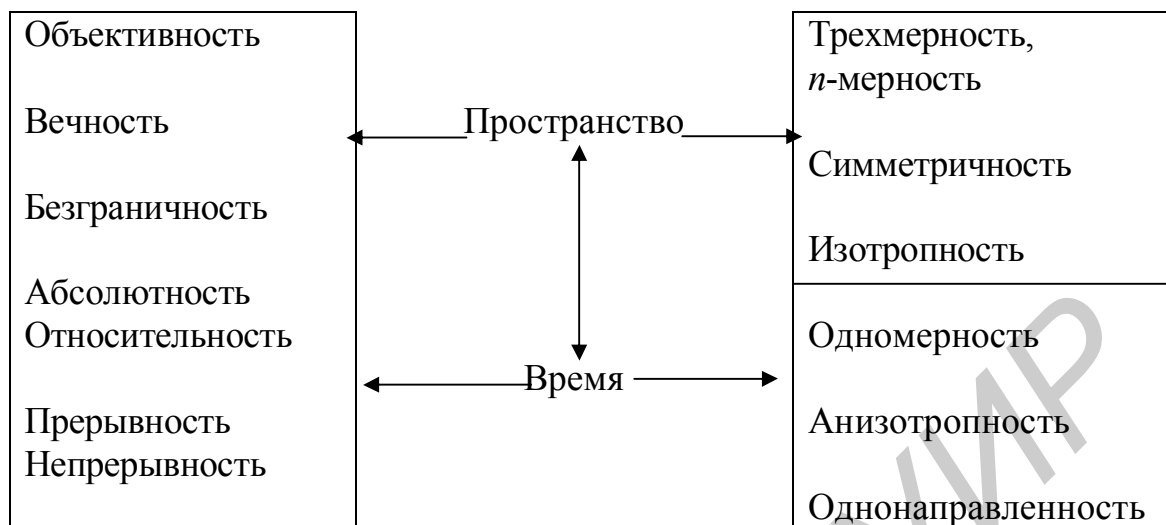 Объективность
Вечность
Безграничность
Абсолютность
Относительность
Прерывность
Непрерывность
Пространство
Время
Трехмерность,
n-мерность
Симметричность
Изотропность
Одномерность
Анизотропность
Однонаправленность